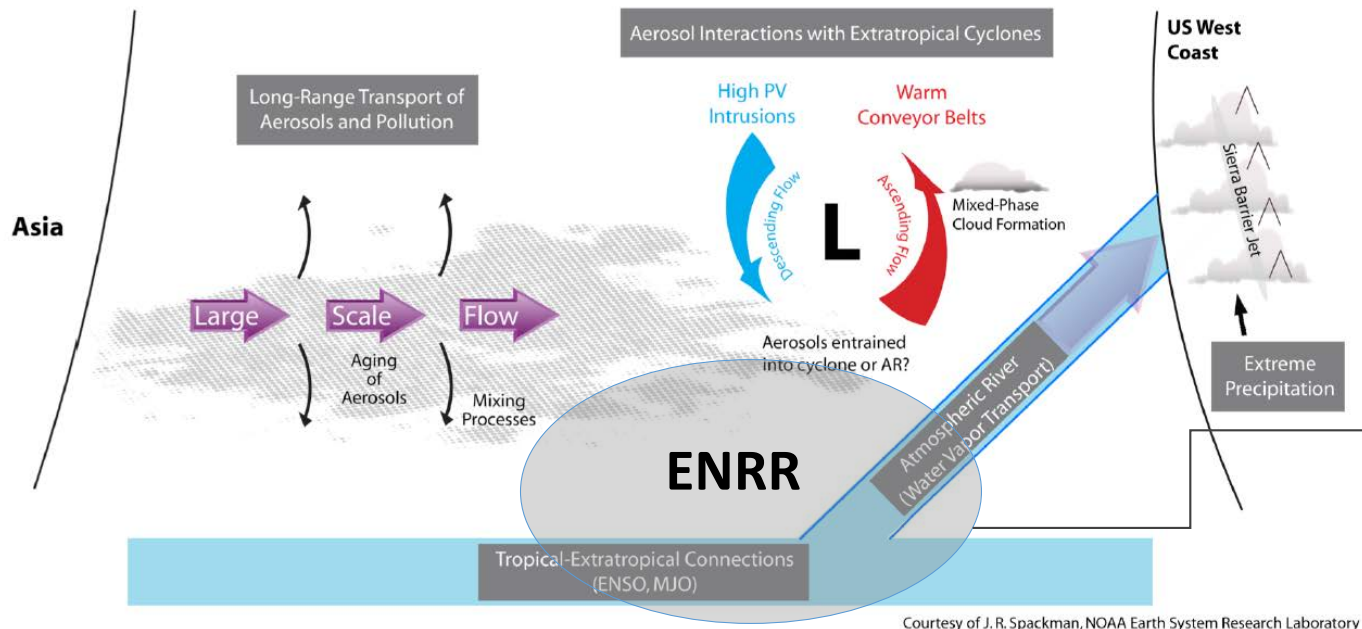 Aerosol Interactions with Extratropical Cyclones
US West
Coast
Long-Range Transport of
Aerosols and Pollution
High PV
Intrusions
Warm
Conveyor Belts
Descending Flow
L
Ascending Flow
Mixed-Phase
Cloud Formation
Sierra Barrier Jet
Asia
Large
Scale
Flow
Aging
of
Aerosols
Mixing
Processes
Aerosols entrained
into cyclone or AR?
Extreme
Precipitation
ENRR
Atmospheric River
(Water Vapor Transport)
Tropical-Extratropical Connections
(ENSO, MJO)
Courtesy of J. R. Spackman, NOAA Earth System Research Laboratory